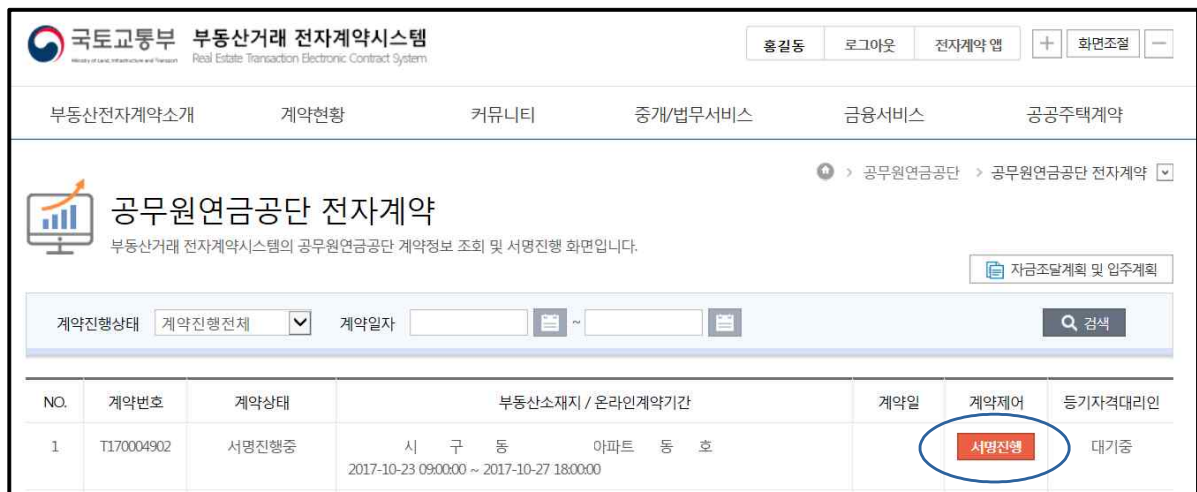 국토교통부 부동산거래 전자계약시스템
Ministry of Land, Infrastructure and Transport Real Estate Transaction Electronic Contract System
홍길동 로그아웃 전자계약 앱 + 화면조절 －
부동산전자계약소개 계약현황 커뮤니티 중개/법무서비스 금융서비스 공공주택계약
> 공무원연금공단 > 공무원연금공단 전자계약
공무원연금공단 전자계약
부동산거래 전자계약시스템의 공무원연금공단 계약정보 조회 및 서명진행 화면입니다.
자금조달계획 및 입주계획
계약진행상태 계약진행전체 계약일자 ~ 검색
NO. 계약번호 계약상태 부동산소재지 / 온라인계약기간 계약일 계약제어 등기자격대리인
1 T170004902 서명진행중 시 구 동 아파트 동 호 서명진행 대기중
2017-10-23 09:00:00 ~ 2017-10-27 18:00:00